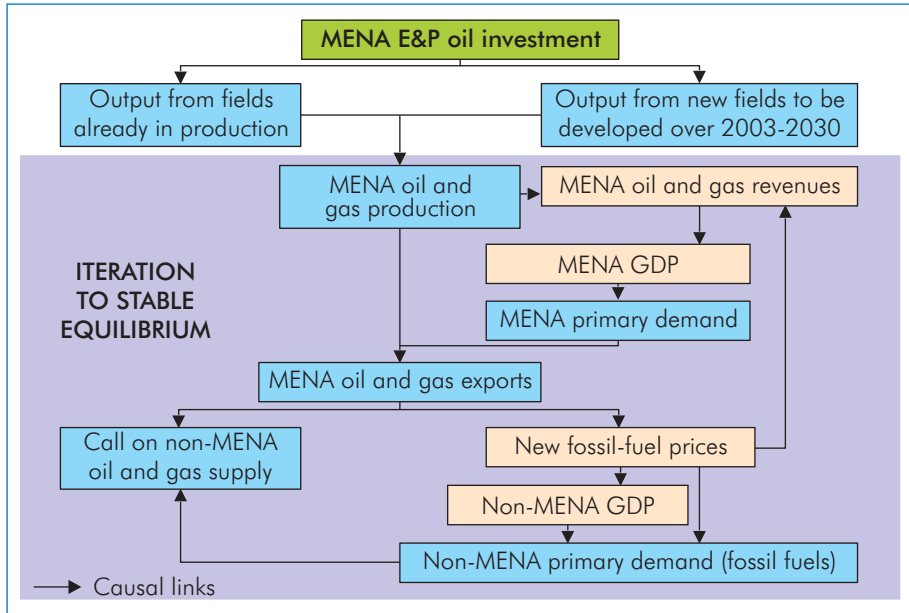 MENA E&P oil investment
Output from fields
already in production
Output from new fields to be
developed over 2003-2030
MENA oil and
gas production
MENA oil and gas revenues
ITERATION
TO STABLE
EQUILIBRIUM
MENA GDP
MENA primary demand
MENA oil and gas exports
Call on non-MENA
oil and gas supply
New fossil-fuel prices
Non-MENA GDP
Non-MENA primary demand (fossil fuels)
Causal links